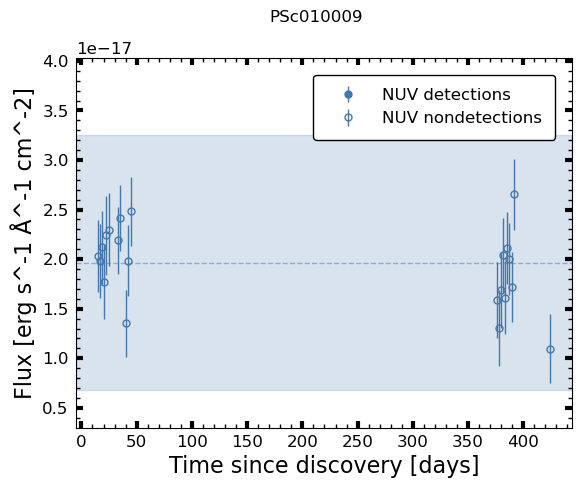 PSc010009
1e−17
4.0
3.5
3.0
2.5
2.0
1.5
1.0
0.5
Flux [erg s^-1 Å^-1 cm^-2]
NUV detections
NUV nondetections
0 50 100 150 200 250 300 350 400
Time since discovery [days]